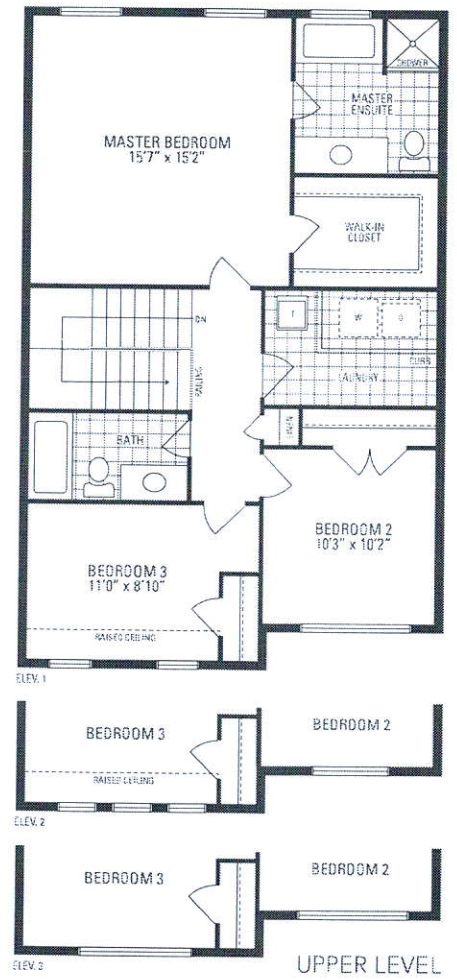 SHOWER
MASTER
ENSUITE
MASTER BEDROOM
15'7" x 15'2"
WALK-IN
CLOSET
DN
RAILING
T
W
D
CURB
LAUNDRY
LINEN
BATH
BEDROOM 2
10'3" x 10'2"
BEDROOM 3
11'0" x 8'10"
RAISED CEILING
ELEV. 1
BEDROOM 3
BEDROOM 2
RAISED CEILING
ELEV. 2
BEDROOM 3
BEDROOM 2
ELEV. 3
UPPER LEVEL